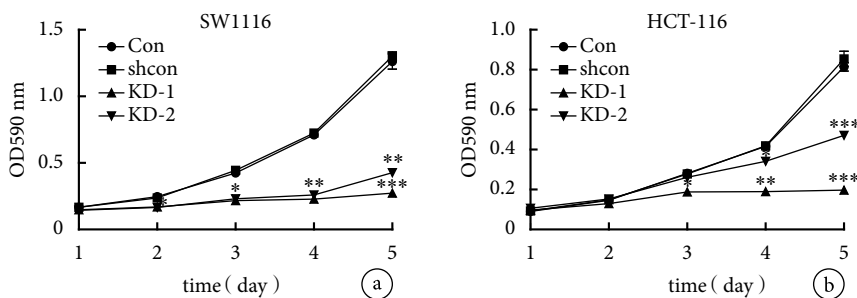 SW1116
Con
shcon
KD-1
KD-2
OD590 nm
1.5
1.0
0.5
0
1 2 3 4 5
time ( day )
a
*
*
**
**
***
HCT-116
Con
shcon
KD-1
KD-2
OD590 nm
1.0
0.8
0.6
0.4
0.2
0
1 2 3 4 5
time ( day )
b
*
*
**
***
***